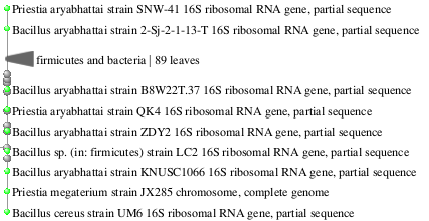 Priestia aryabhattai strain SNW-41 16S ribosomal RNA gene, partial sequence
Bacillus aryabhattai strain 2-Sj-2-1-13-T 16S ribosomal RNA gene, partial sequence
firmicutes and bacteria | 89 leaves
Bacillus aryabhattai strain B8W22T.37 16S ribosomal RNA gene, partial sequence
Priestia aryabhattai strain QK4 16S ribosomal RNA gene, partial sequence
Bacillus aryabhattai strain ZDY2 16S ribosomal RNA gene, partial sequence
Bacillus sp. (in: firmicutes) strain LC2 16S ribosomal RNA gene, partial sequence
Bacillus aryabhattai strain KNUSC1066 16S ribosomal RNA gene, partial sequence
Priestia megaterium strain JX285 chromosome, complete genome
Bacillus cereus strain UM6 16S ribosomal RNA gene, partial sequence